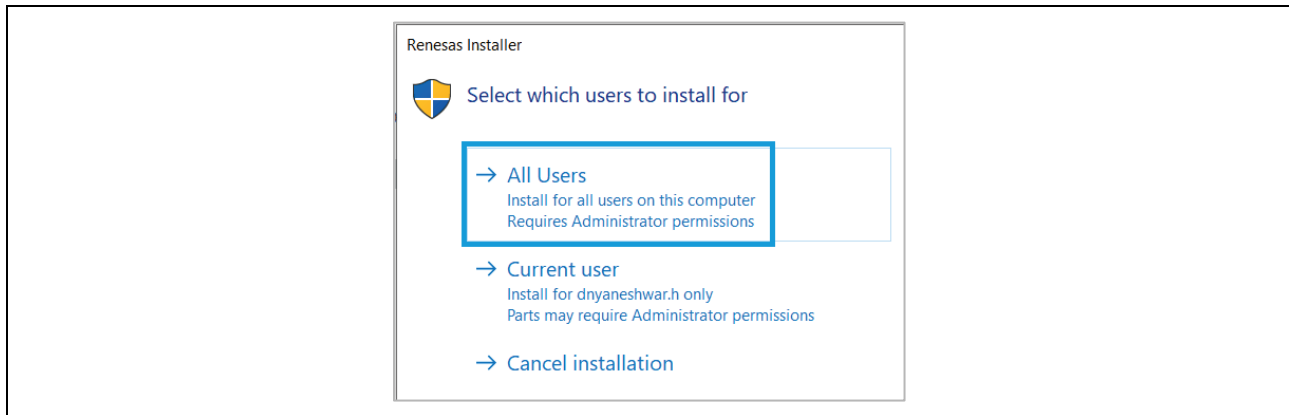 Renesas Installer
Select which users to install for
→ All Users
Install for all users on this computer
Requires Administrator permissions
→ Current user
Install for dnyaneshwar.h only
Parts may require Administrator permissions
→ Cancel installation